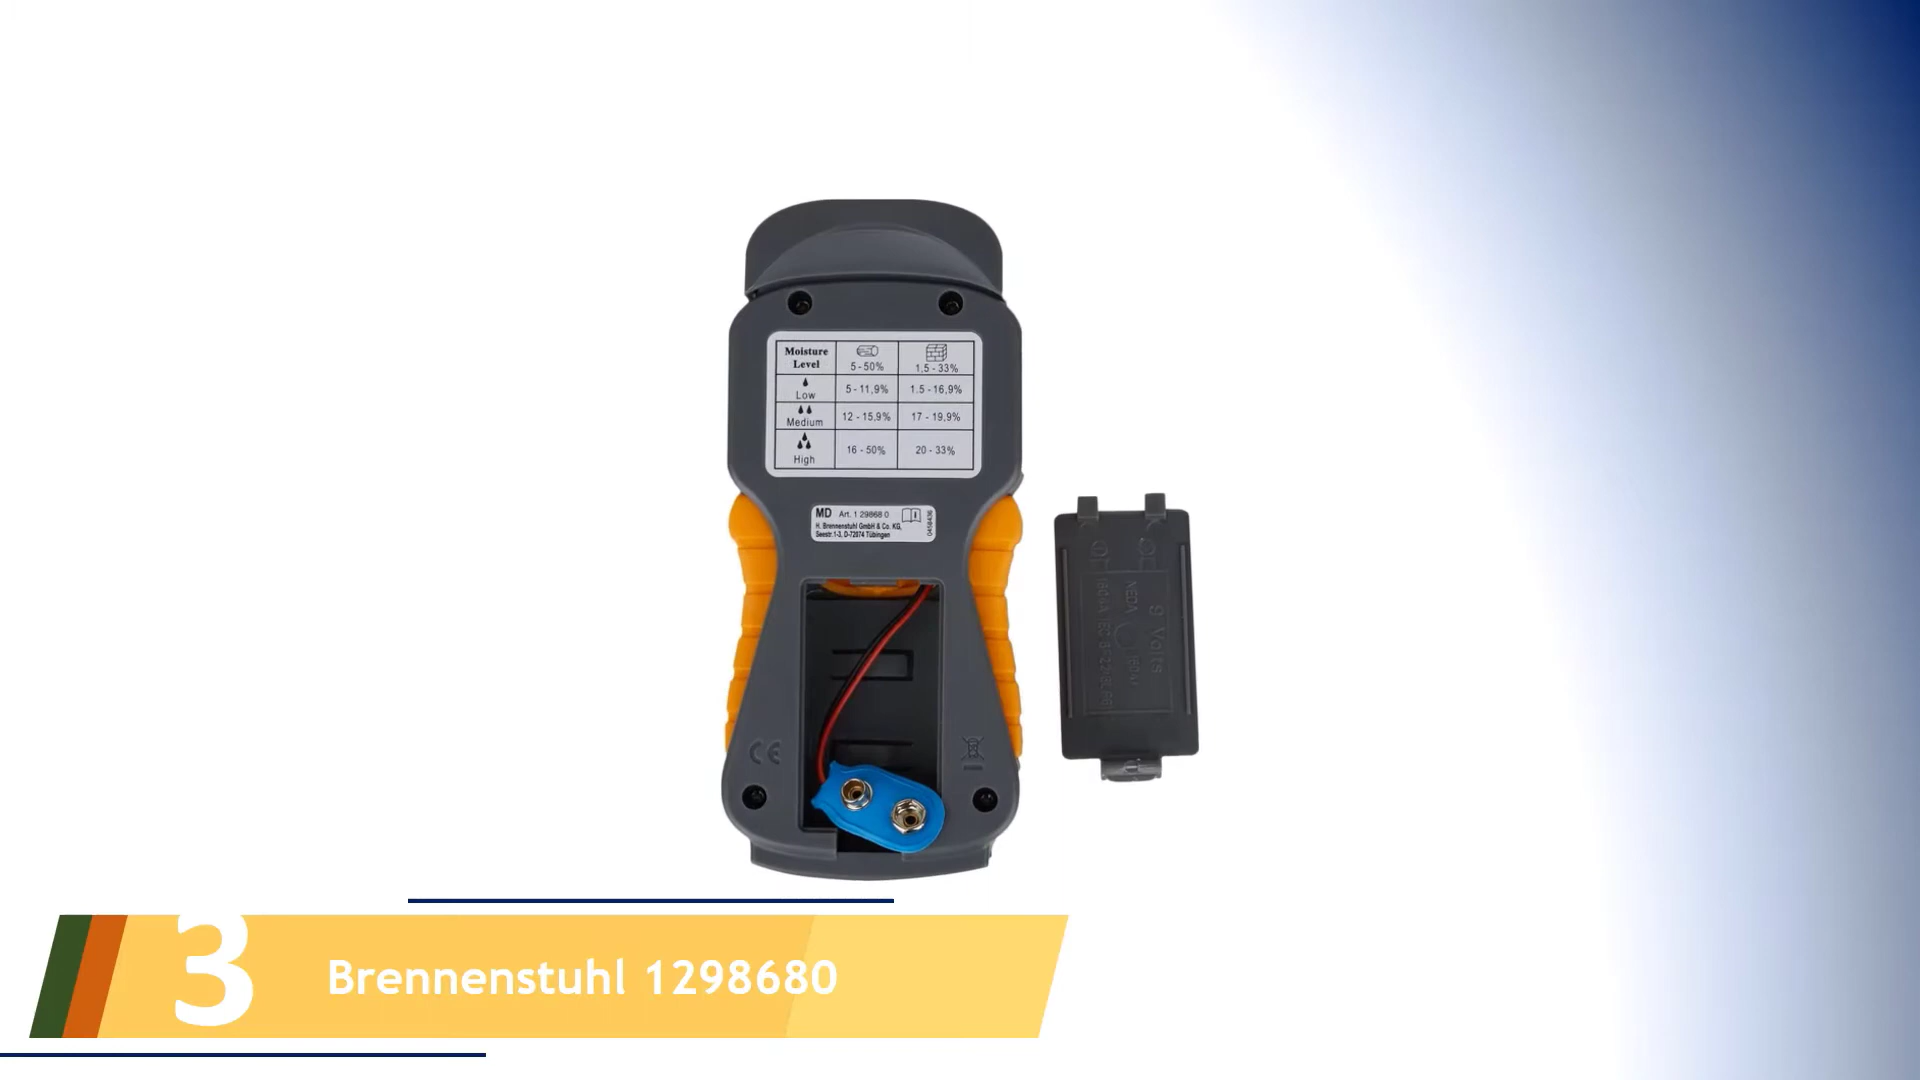 Moisture
Level
5 - 50%
1,5 - 33%
Low
5 - 11,9%
1.5 - 16,9%
Medium
12 - 15,9%
17 - 19,9%
High
16 - 50%
20 - 33%
MD Art. 1 29868 0
H. Brennenstuhl GmbH & Co. KG,
Seestr.1-3, D-72074 Tübingen
0458436
CE
9 Volts
NEDA
3
Brennenstuhl 1298680